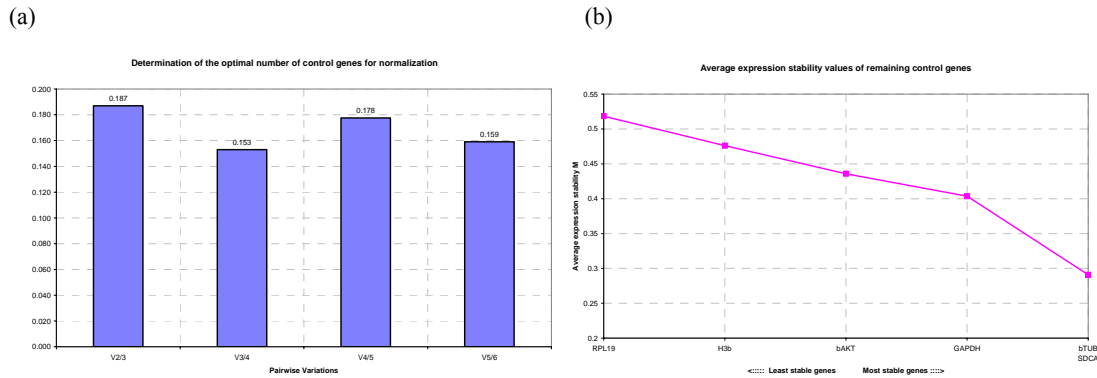 (a)
Determination of the optimal number of control genes for normalization
0.200
0.180
0.160
0.140
0.120
0.100
0.080
0.060
0.040
0.020
0.000
0.187
0.153
0.178
0.159
V2/3
V3/4
V4/5
V5/6
Pairwise Variations
(b)
Average expression stability values of remaining control genes
Average expression stability M
0.55
0.5
0.45
0.4
0.35
0.3
0.25
0.2
RPL19
H3b
bAKT
GAPDH
bTUB
SDCA
<::::: Least stable genes Most stable genes ::::>